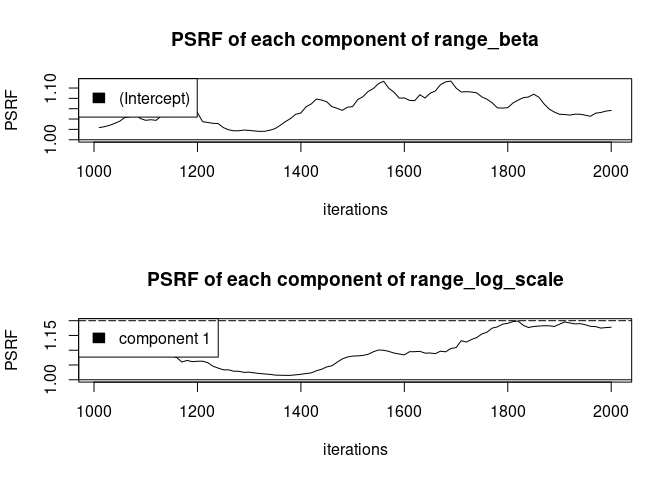 PSRF of each component of range_beta
PSRF
1.10
1.00
(Intercept)
1000 1200 1400 1600 1800 2000
iterations
PSRF of each component of range_log_scale
PSRF
1.15
1.00
component 1
1000 1200 1400 1600 1800 2000
iterations